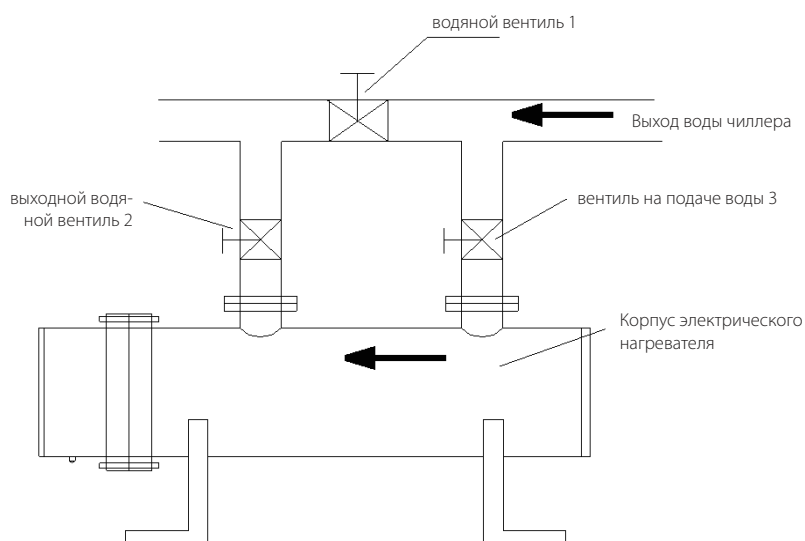 водяной вентиль 1
Выход воды чиллера
выходной водя-
ной вентиль 2
вентиль на подаче воды 3
Корпус электрического
нагревателя